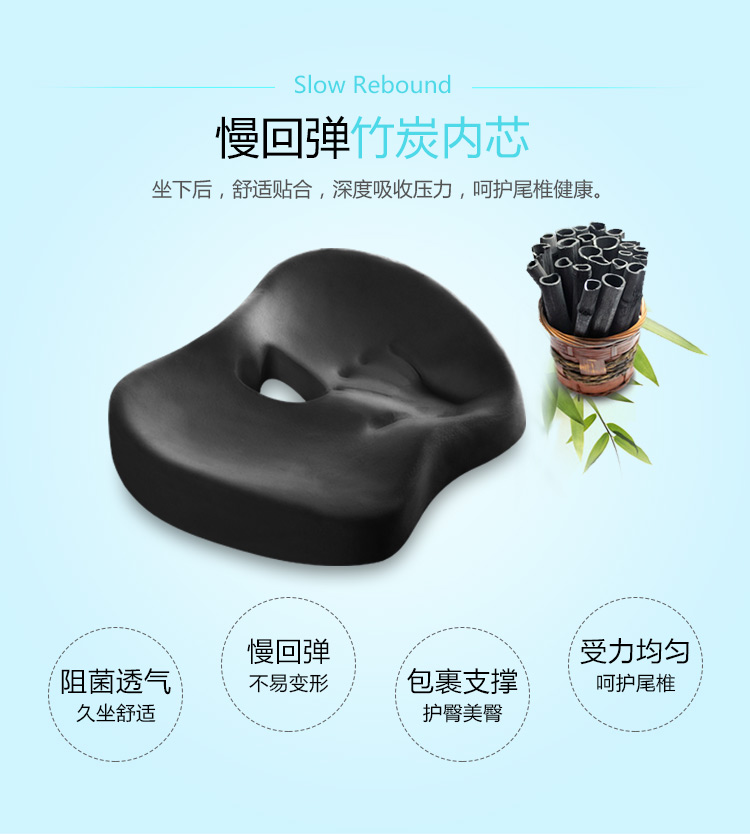 Slow Rebound
慢回弹竹炭内芯
坐下后，舒适贴合，深度吸收压力，呵护尾椎健康。
阻菌透气
久坐舒适
慢回弹
不易变形
包裹支撑
护臀美臀
受力均匀
呵护尾椎